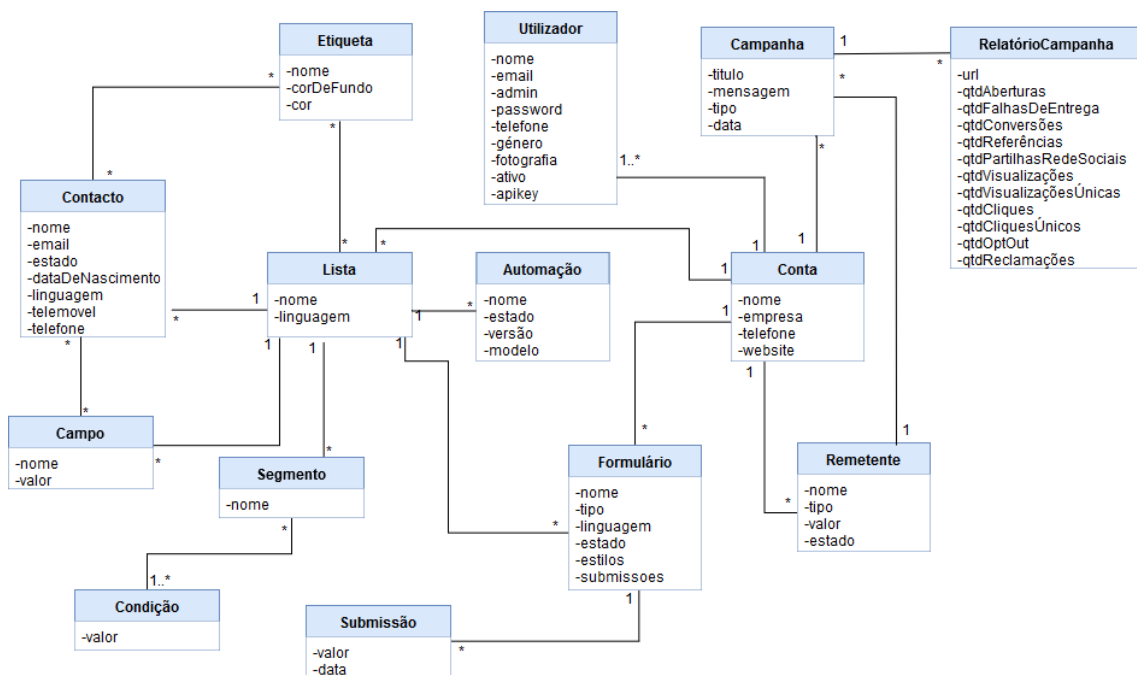 Etiqueta
-nome
-corDeFundo
-cor
Utilizador
-nome
-email
-admin
-password
-telefone
-género
-fotografia
-ativo
-apikey
Campanha
-titulo
-mensagem
-tipo
-data
RelatórioCampanha
-url
-qtdAberturas
-qtdFalhasDeEntrega
-qtdConversões
-qtdReferências
-qtdPartilhasRedeSociais
-qtdVisualizações
-qtdVisualizaçõesÚnicas
-qtdCliques
-qtdCliquesÚnicos
-qtdOptOut
-qtdReclamações
1
*
*
*
1
*
*
*
*
*
1..*
1
1
*
1
Contacto
-nome
-email
-estado
-dataDeNascimento
-linguagem
-telemovel
-telefone
Lista
-nome
-linguagem
Automação
-nome
-estado
-versão
-modelo
Conta
-nome
-empresa
-telefone
-website
1
*
1
*
1
*
1
1
1
1
*
*
*
*
*
1
Campo
-nome
-valor
Segmento
-nome
Formulário
-nome
-tipo
-linguagem
-estado
-estilos
-submissoes
Remetente
-nome
-tipo
-valor
-estado
*
*
*
1..*
1
*
Condição
-valor
Submissão
-valor
-data